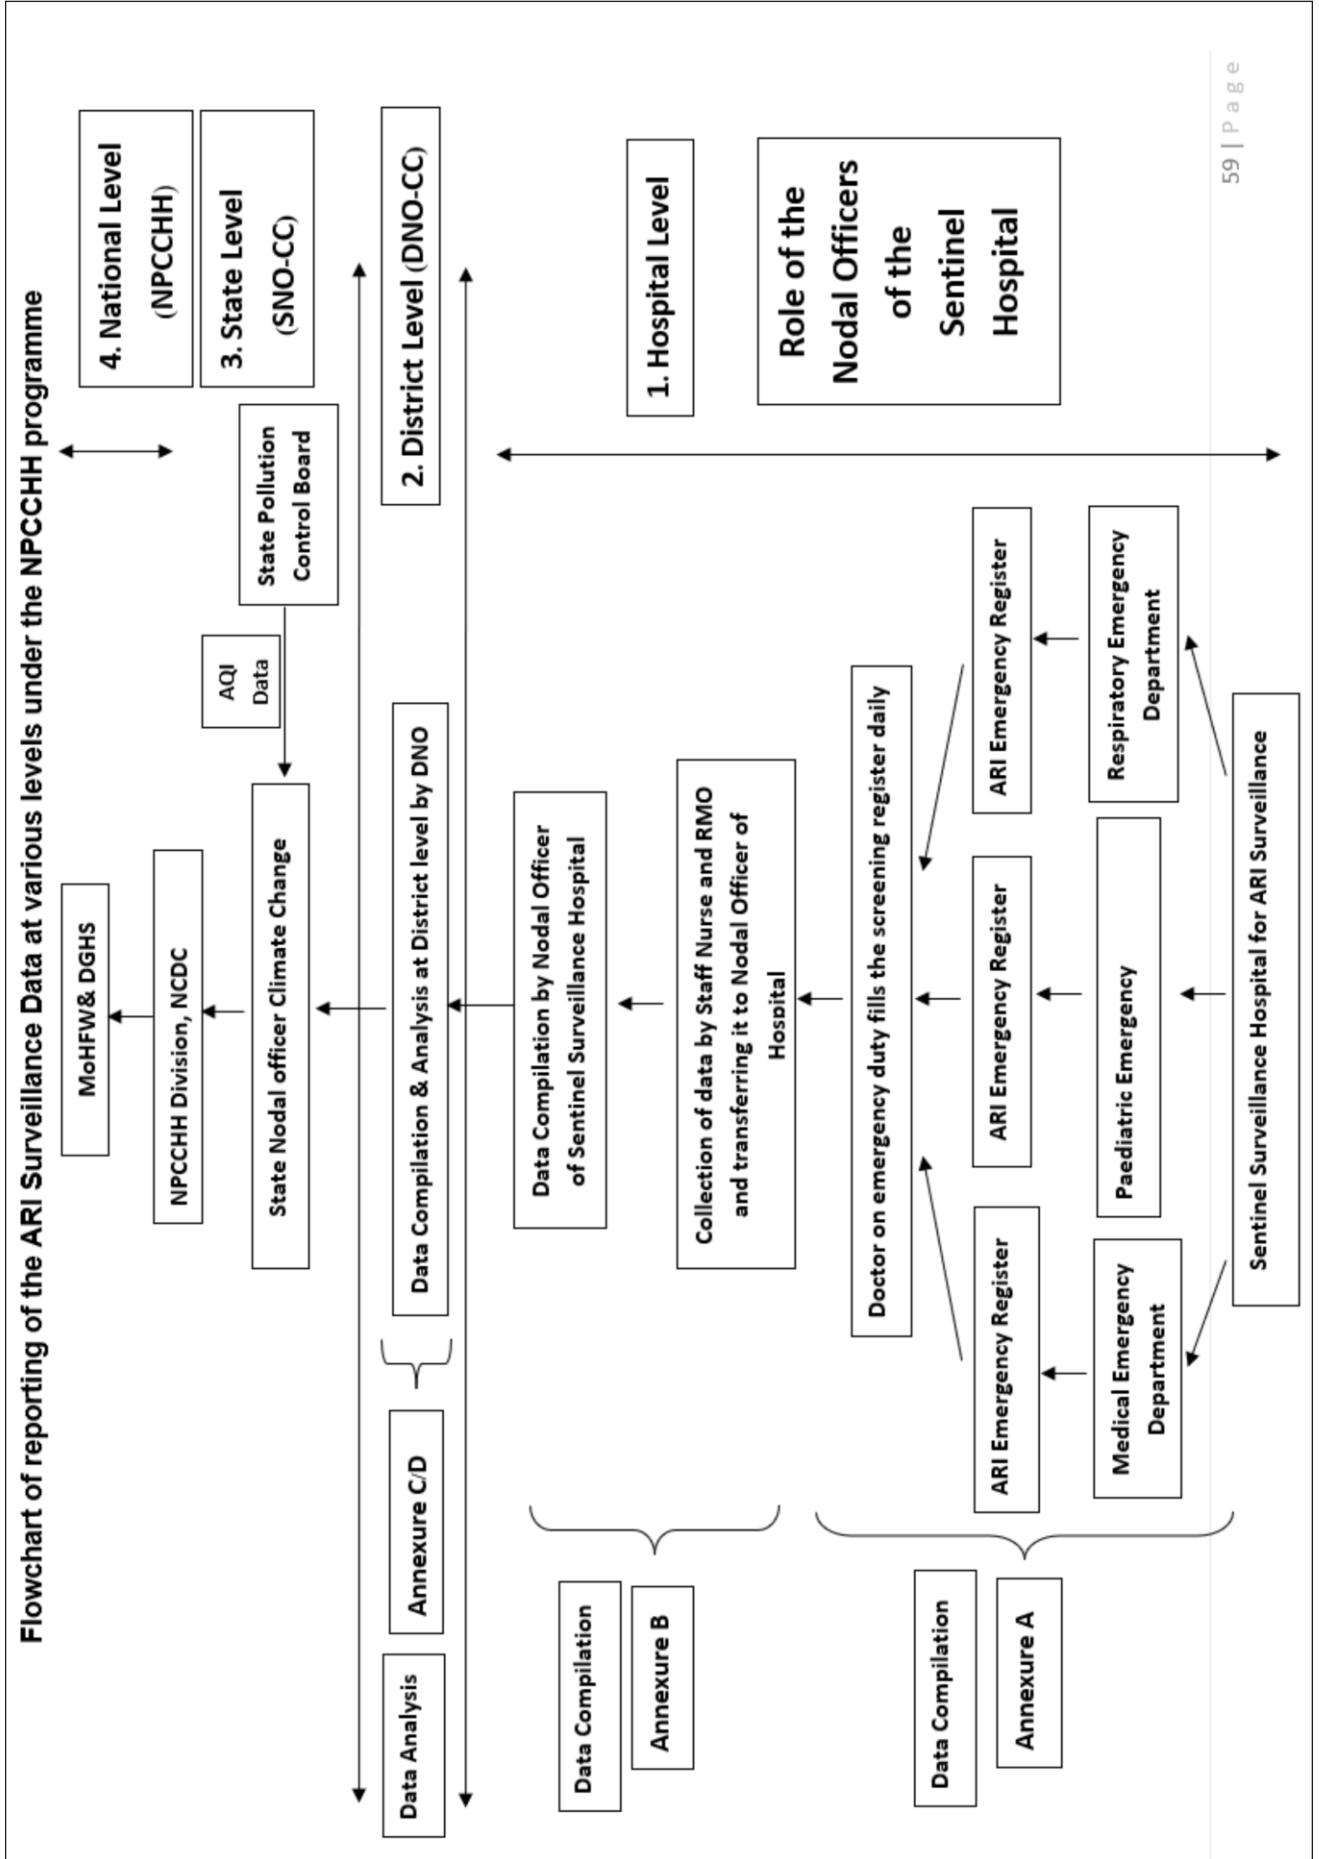 Flowchart of reporting of the ARI Surveillance Data at various levels under the NPCCHH programme
MoHFW& DGHS
4. National Level
(NPCCHH)
NPCCHH Division, NCDC
AQI
Data
3. State Level
(SNO-CC)
State Nodal officer Climate Change
State Pollution
Control Board
Data Analysis
Annexure C/D
Data Compilation & Analysis at District level by DNO
2. District Level (DNO-CC)
Data Compilation by Nodal Officer
of Sentinel Surveillance Hospital
Data Compilation
Annexure B
1. Hospital Level
Collection of data by Staff Nurse and RMO
and transferring it to Nodal Officer of
Hospital
Role of the
Nodal Officers
of the
Sentinel
Hospital
Doctor on emergency duty fills the screening register daily
Data Compilation
Annexure A
ARI Emergency Register
ARI Emergency Register
ARI Emergency Register
Medical Emergency
Department
Paediatric Emergency
Respiratory Emergency
Department
Sentinel Surveillance Hospital for ARI Surveillance
59 | P a g e